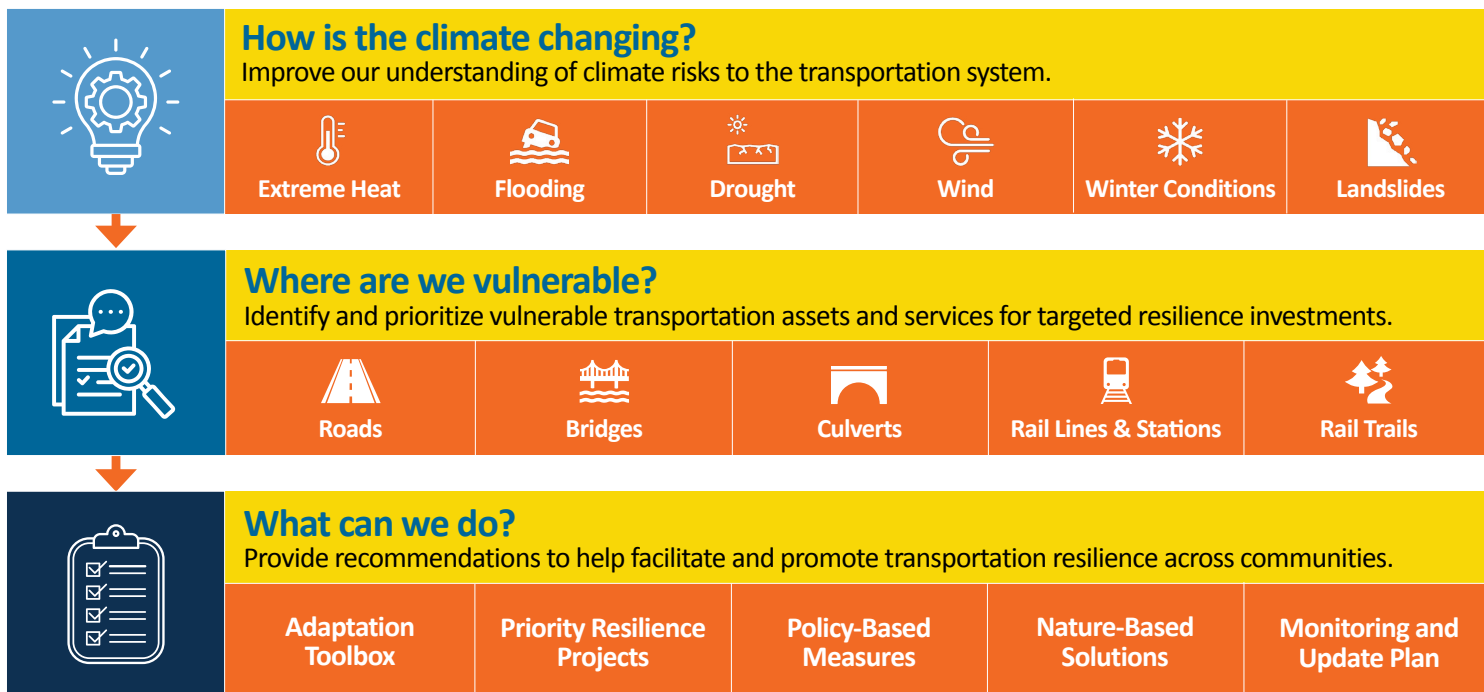 How is the climate changing?
Improve our understanding of climate risks to the transportation system.
Extreme Heat
Flooding
Drought
Wind
Winter Conditions
Landslides
Where are we vulnerable?
Identify and prioritize vulnerable transportation assets and services for targeted resilience investments.
Roads
Bridges
Culverts
Rail Lines & Stations
Rail Trails
What can we do?
Provide recommendations to help facilitate and promote transportation resilience across communities.
Adaptation
Toolbox
Priority Resilience
Projects
Policy-Based
Measures
Nature-Based
Solutions
Monitoring and
Update Plan